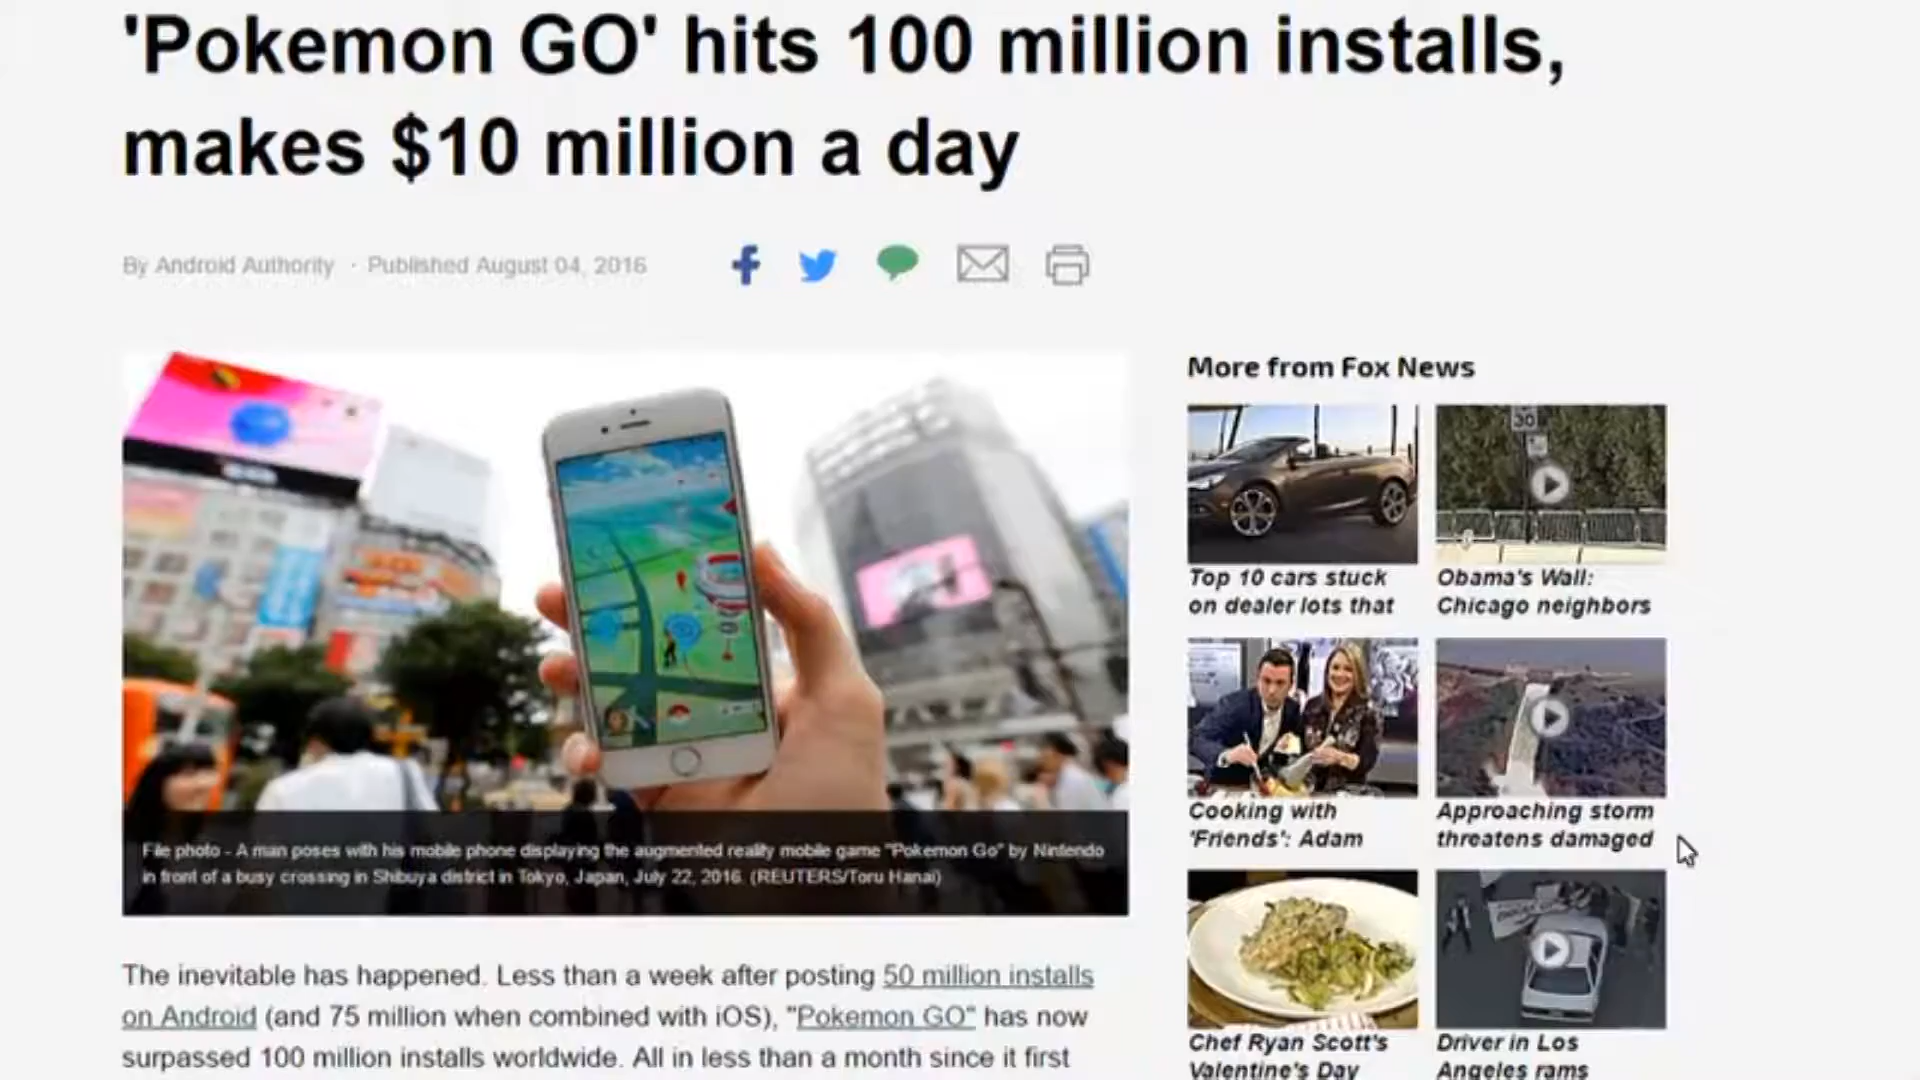 'Pokemon GO' hits 100 million installs,
makes $10 million a day
By Android Authority · Published August 04, 2016
More from Fox News
30
Top 10 cars stuck
on dealer lots that
Obama's Wall:
Chicago neighbors
Cooking with
'Friends': Adam
Approaching storm
threatens damaged
File photo - A man poses with his mobile phone displaying the augmented reality mobile game "Pokemon Go" by Nintendo
in front of a busy crossing in Shibuya district in Tokyo, Japan, July 22, 2016. (REUTERS/Toru Hanai)
The inevitable has happened. Less than a week after posting 50 million installs
on Android (and 75 million when combined with iOS), "Pokemon GO" has now
surpassed 100 million installs worldwide. All in less than a month since it first
Chef Ryan Scott's
Valentine's Day
Driver in Los
Angeles rams